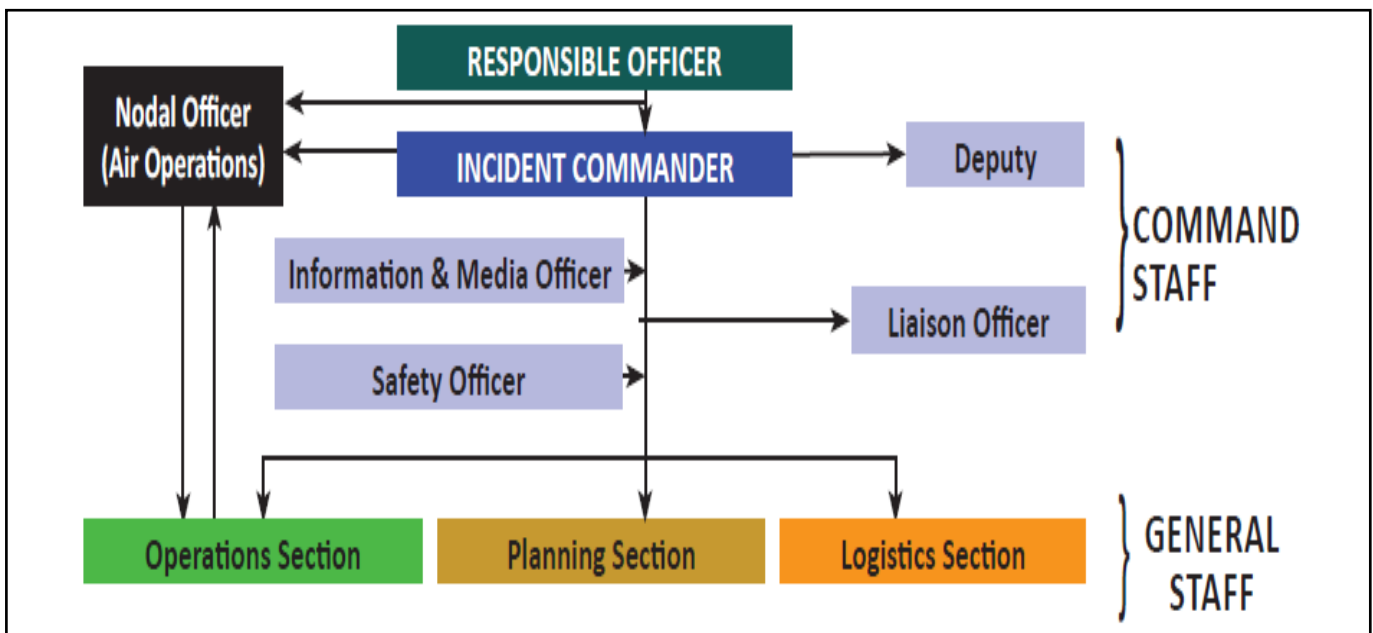 RESPONSIBLE OFFICER
Nodal Officer
(Air Operations)
INCIDENT COMMANDER
Deputy
COMMAND
STAFF
Information & Media Officer
Liaison Officer
Safety Officer
Operations Section
Planning Section
Logistics Section
GENERAL
STAFF